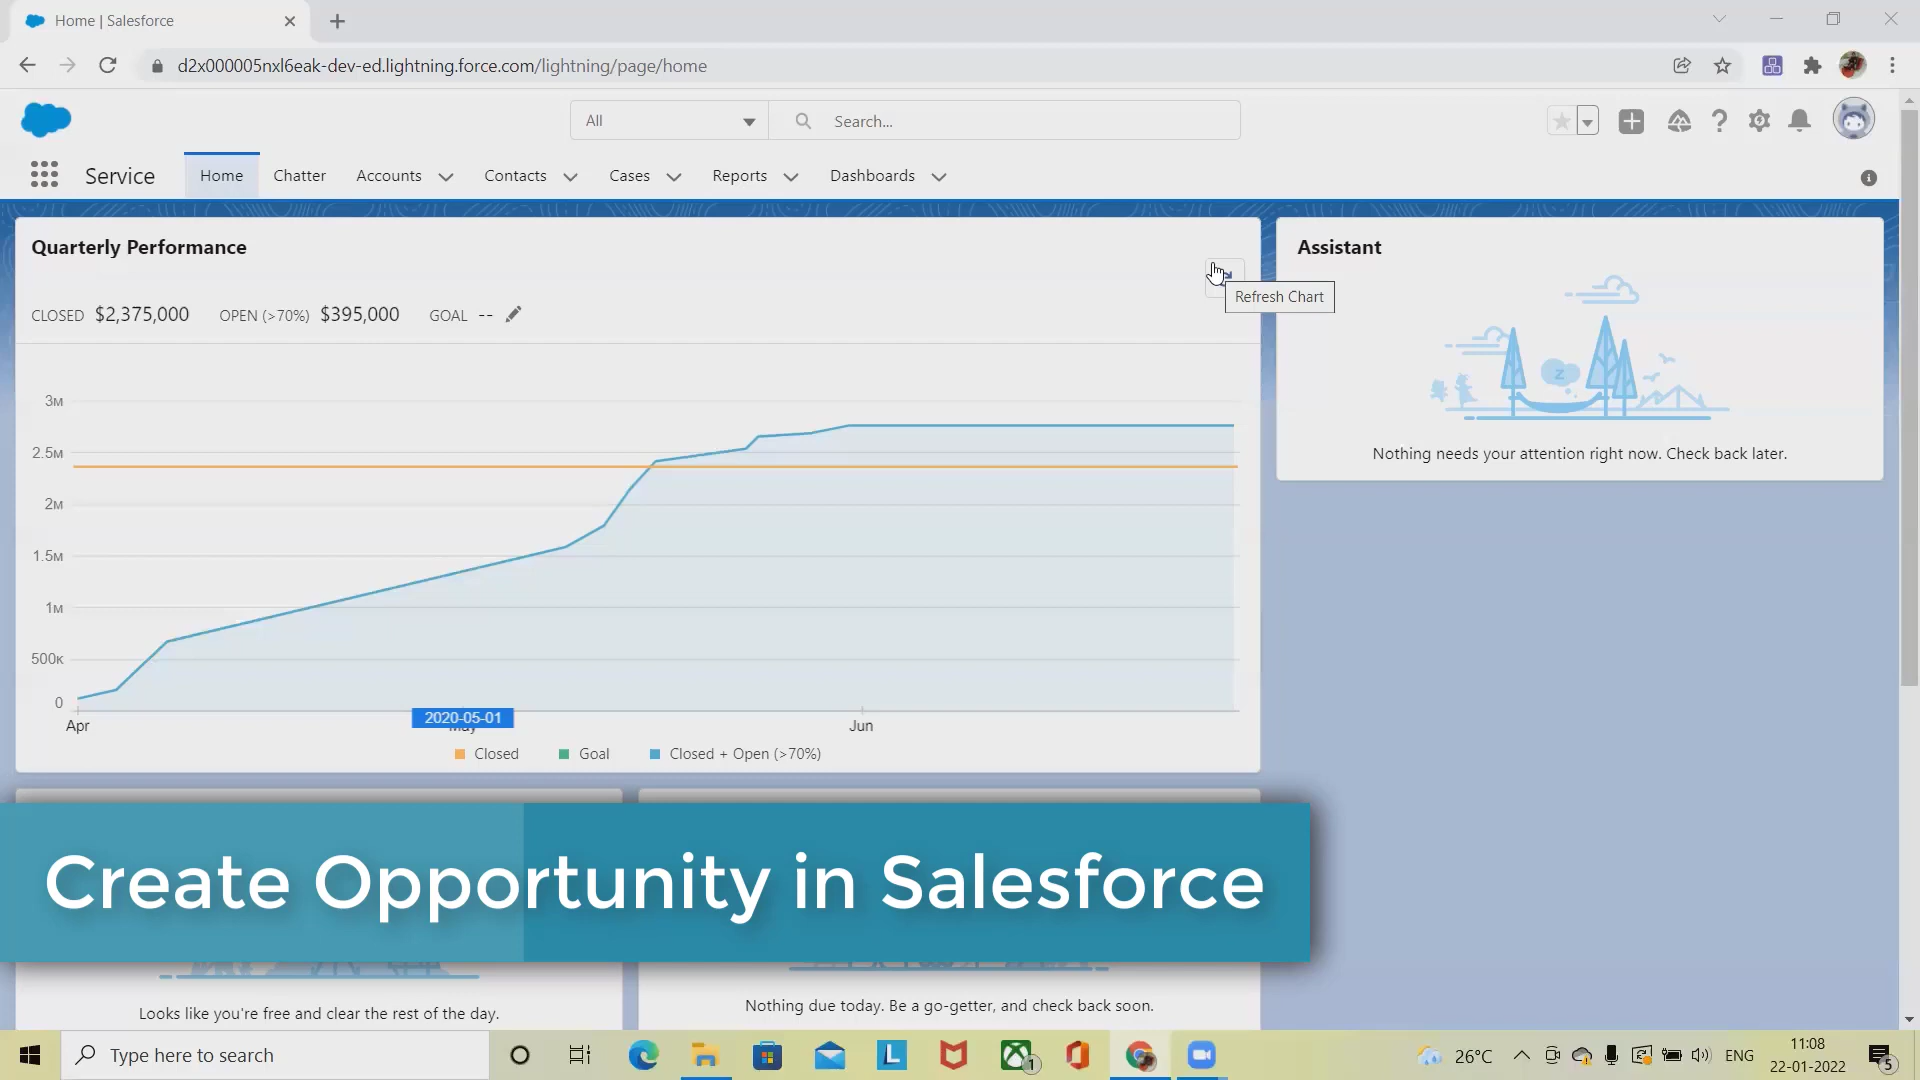 Home | Salesforce
d2x000005nxl6eak-dev-ed.lightning.force.com/lightning/page/home
All
Search...
Service
Home
Chatter
Accounts
Contacts
Cases
Reports
Dashboards
Quarterly Performance
Refresh Chart
CLOSED $2,375,000 OPEN (>70%) $395,000 GOAL --
3M
2.5M
2M
1.5M
1M
500K
0
Apr
2020-05-01
May
Jun
Closed
Goal
Closed + Open (>70%)
Assistant
z
Nothing needs your attention right now. Check back later.
Create Opportunity in Salesforce
Looks like you're free and clear the rest of the day.
Nothing due today. Be a go-getter, and check back soon.
Type here to search
L
1
26°C
ENG
11:08
22-01-2022
5